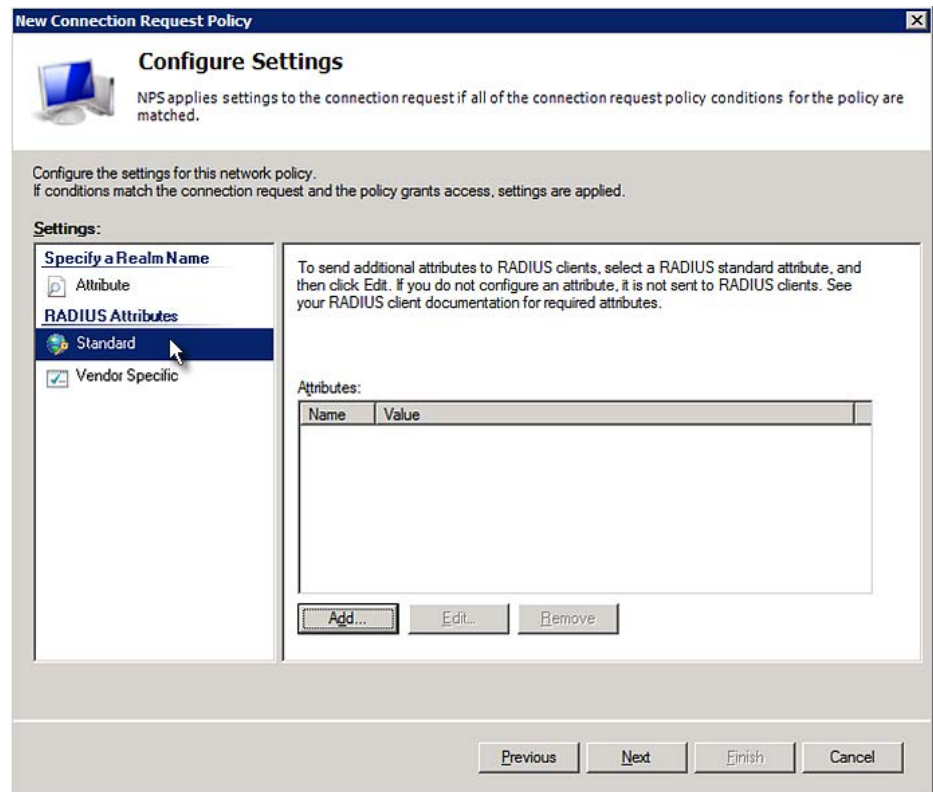 New Connection Request Policy
Configure Settings
NPS applies settings to the connection request if all of the connection request policy conditions for the policy are
matched.
Configure the settings for this network policy.
If conditions match the connection request and the policy grants access, settings are applied.
Settings:
Specify a Realm Name
Attribute
RADIUS Attributes
Standard
Vendor Specific
To send additional attributes to RADIUS clients, select a RADIUS standard attribute, and
then click Edit. If you do not configure an attribute, it is not sent to RADIUS clients. See
your RADIUS client documentation for required attributes.
Attributes:
Name Value
Add... Edit... Remove
Previous Next Finish Cancel